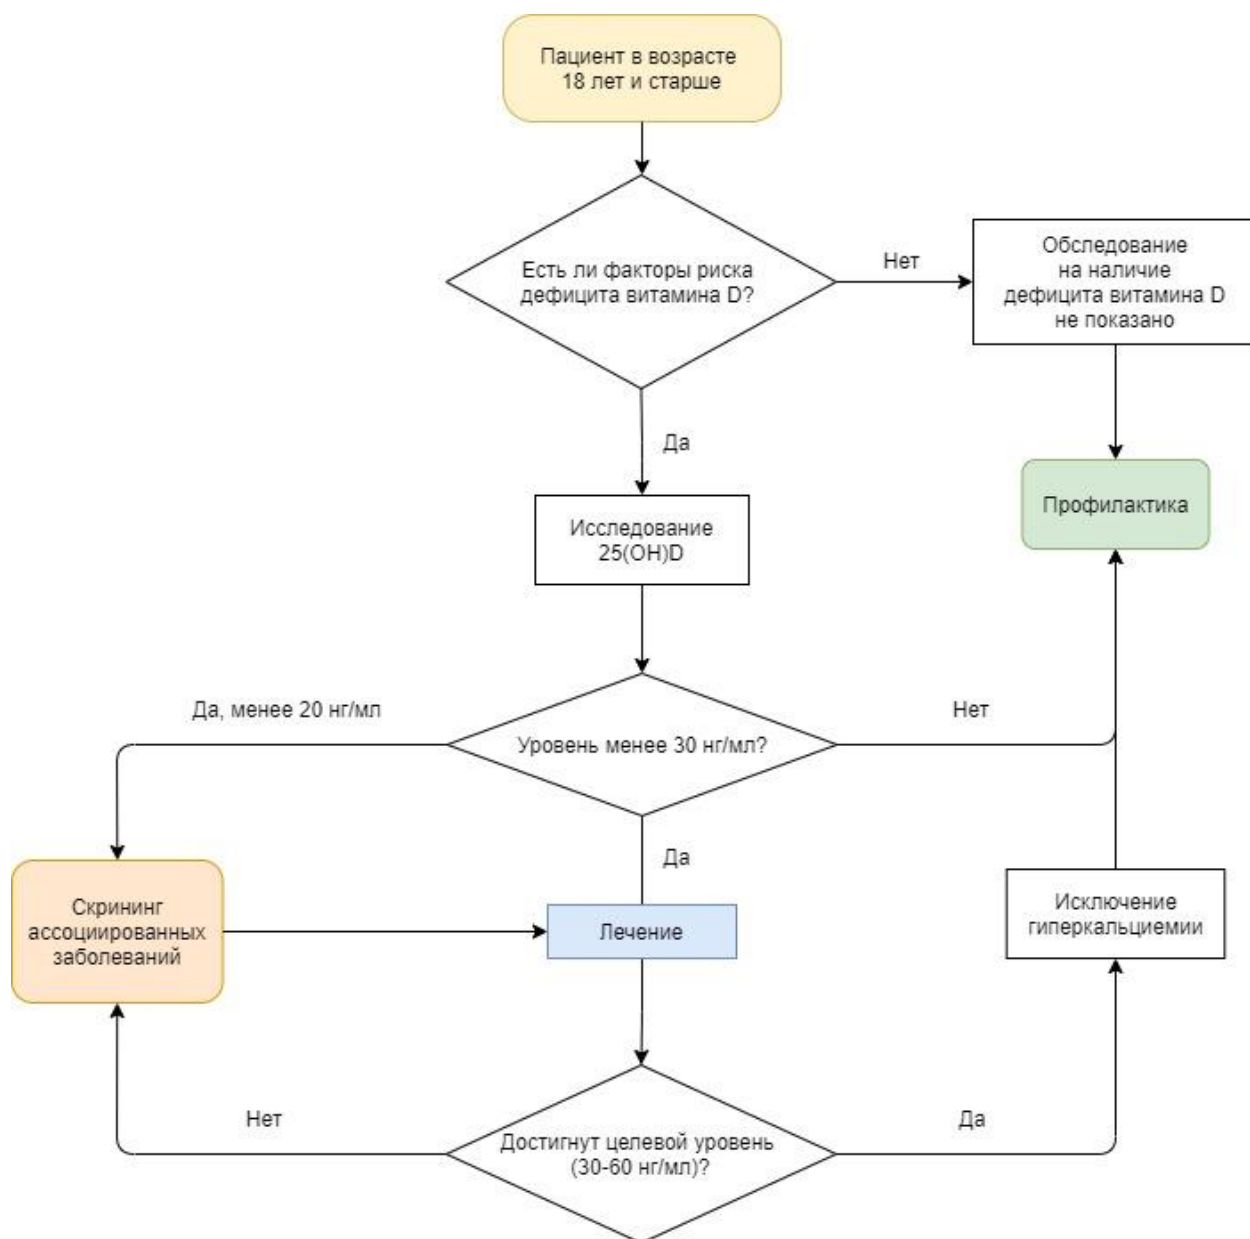 Пациент в возрасте
18 лет и старше
Есть ли факторы риска
дефицита витамина D?
Нет
Обследование
на наличие
дефицита витамина D
не показано
Да
Профилактика
Исследование
25(OH)D
Да, менее 20 нг/мл
Уровень менее 30 нг/мл?
Нет
Да
Скрининг
ассоциированных
заболеваний
Лечение
Исключение
гиперкальциемии
Нет
Достигнут целевой уровень
(30-60 нг/мл)?
Да